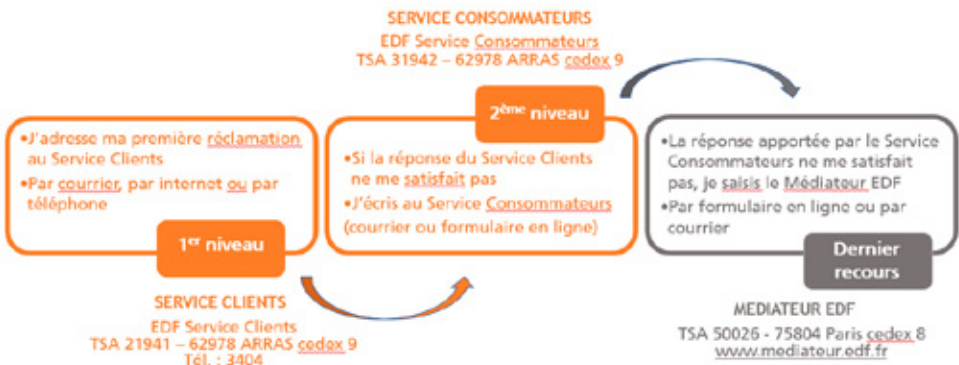 SERVICE CONSOMMATEURS
EDF Service Consommateurs
TSA 31942 – 62978 ARRAS cedex 9
•J'adresse ma première réclamation
au Service Clients
•Par courrier, par internet ou par
téléphone
1er niveau
SERVICE CLIENTS
EDF Service Clients
TSA 21941 – 62978 ARRAS cedex 9
Tél. : 3404
2ème niveau
•Si la réponse du Service Clients
ne me satisfait pas
•J'écris au Service Consommateurs
(courrier ou formulaire en ligne)
•La réponse apportée par le Service
Consommateurs ne me satisfait
pas, je saisis le Médiateur EDF
•Par formulaire en ligne ou par
courrier
Dernier
recours
MEDIATEUR EDF
TSA 50026 - 75804 Paris cedex 8
www.mediateur.edf.fr